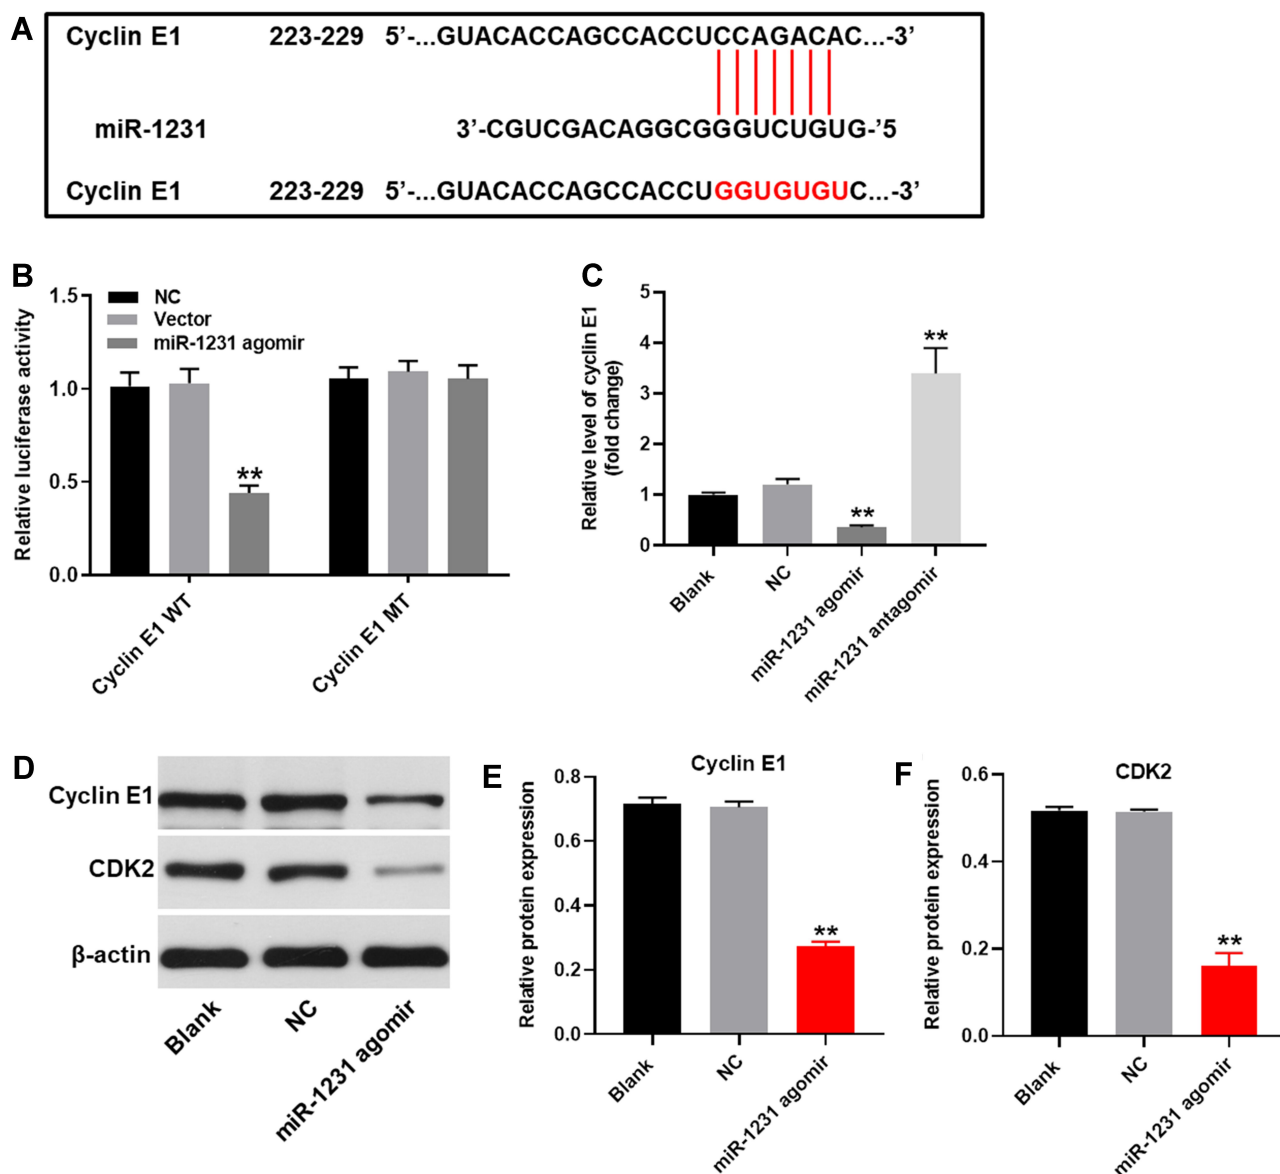 A
Cyclin E1 223-229 5’-...GUACACCAGCCACCUCCAGACAC...-3’
miR-1231 3’-CGUCGACAGGCGGGUCUGUG-’5
Cyclin E1 223-229 5’-...GUACACCAGCCACCUGGUGUGUC...-3’
B
Relative luciferase activity
1.5
1.0
0.5
0.0
NC
Vector
miR-1231 agomir
**
Cyclin E1 WT
Cyclin E1 MT
C
Relative level of cyclin E1
(fold change)
5
4
3
2
1
0
**
**
Blank
NC
miR-1231 agomir
miR-1231 antagomir
D
Cyclin E1
CDK2
β-actin
Blank
NC
miR-1231 agomir
E
Cyclin E1
Relative protein expression
0.8
0.6
0.4
0.2
0.0
**
Blank
NC
miR-1231 agomir
F
CDK2
Relative protein expression
0.6
0.4
0.2
0.0
**
Blank
NC
miR-1231 agomir